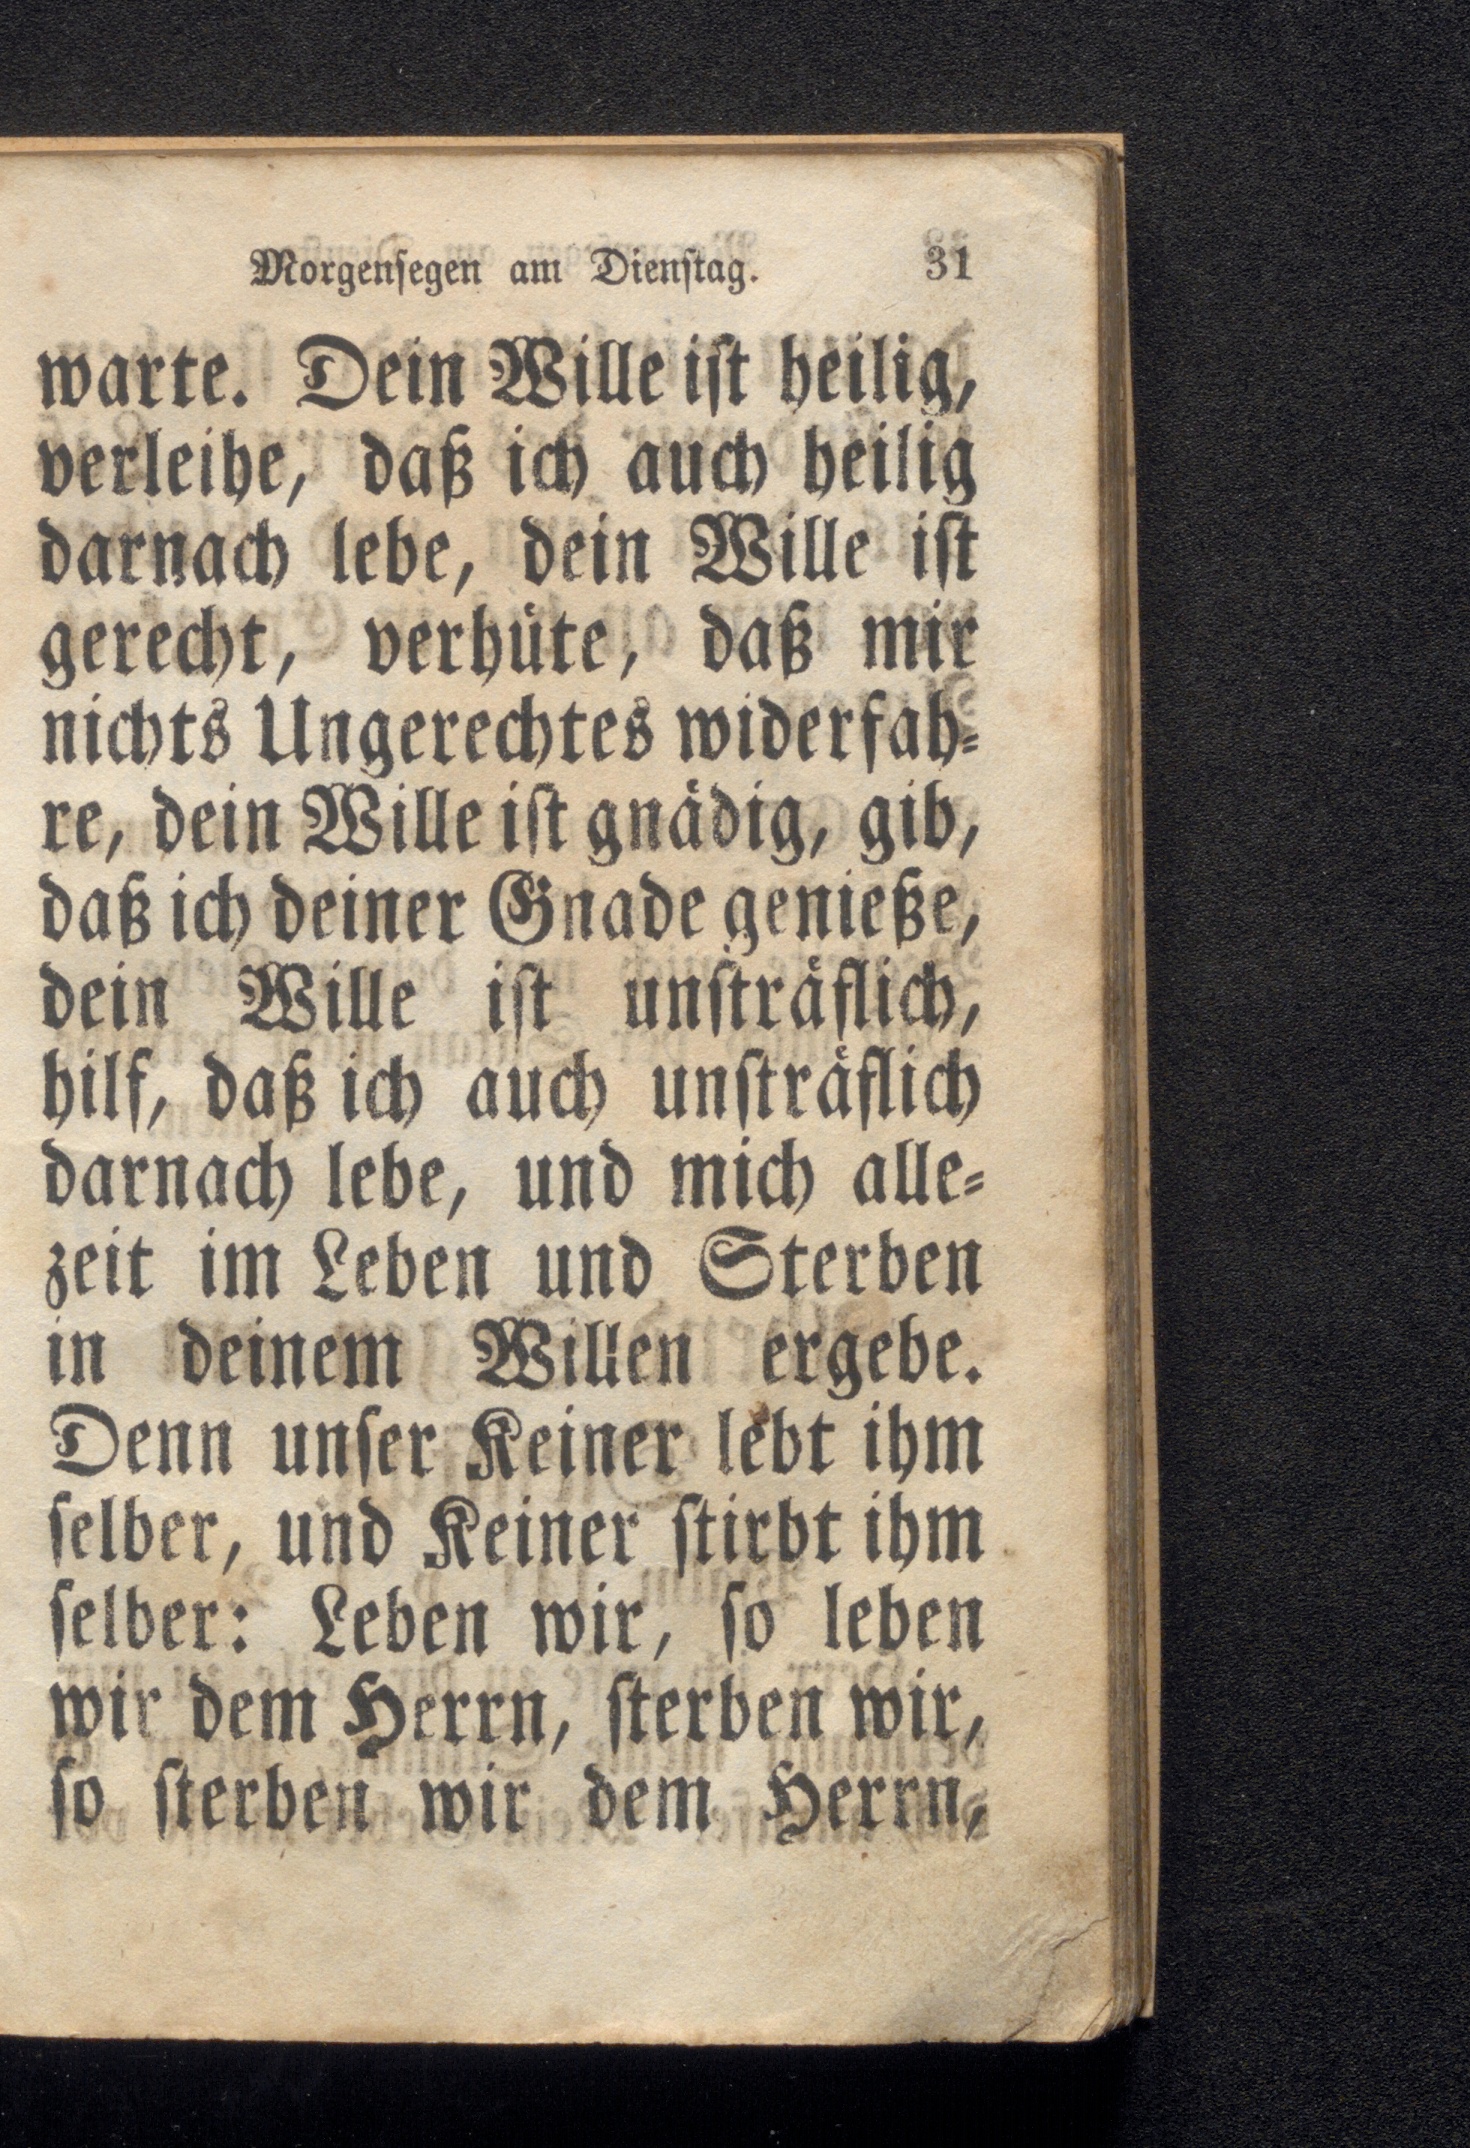 Morgenſegen am Dienſtag. 31
warte. Dein Wille iſt heilig,
verleihe, daß ich auch heilig
darnach lebe, dein Wille iſt
gerecht, verhüte, daß mir
nichts Ungerechtes widerfah⸗
re, dein Wille iſt gnädig, gib,
daß ich deiner Gnade genieße,
dein Wille iſt unſträflich,
hilf, daß ich auch unſträflich
darnach lebe, und mich alle⸗
zeit im Leben und Sterben
in deinem Willen ergebe.
Denn unſer Keiner lebt ihm
ſelber, und Keiner ſtirbt ihm
ſelber: Leben wir, ſo leben
wir dem Herrn, ſterben wir,
ſo ſterben wir dem Herrn,